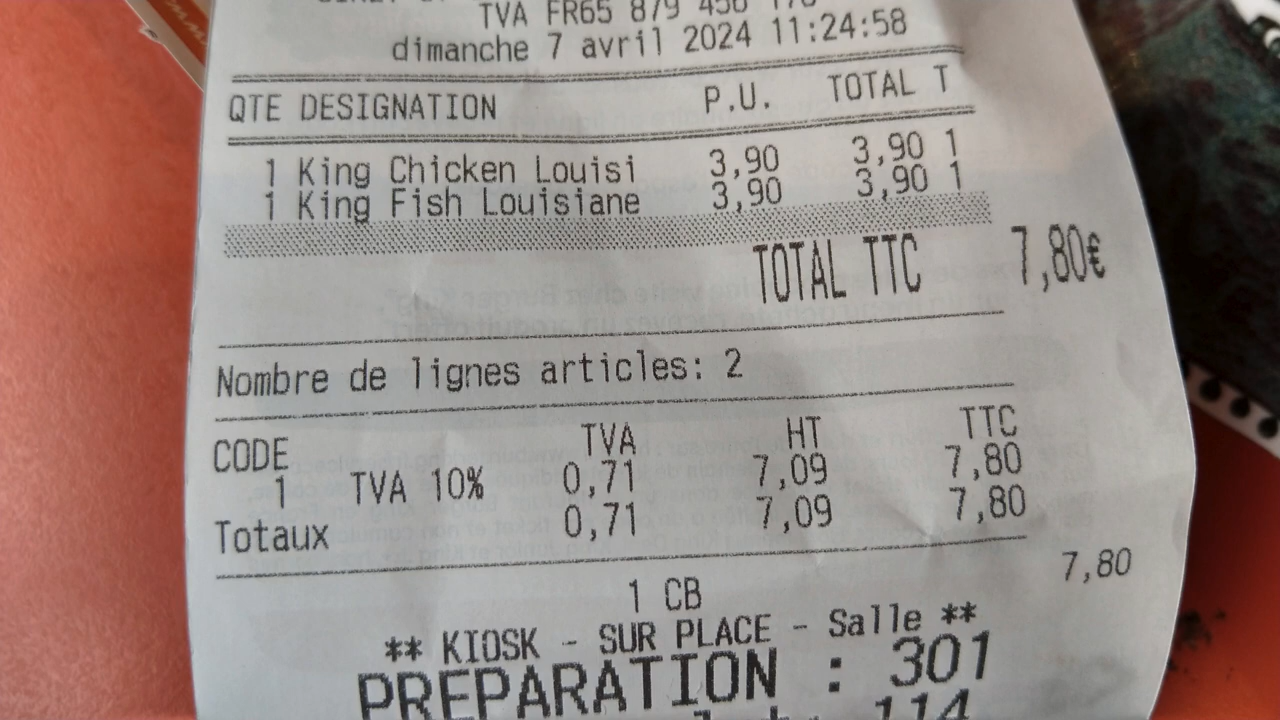 TVA FR65 879 456
dimanche 7 avril 2024 11:24:58
QTE DESIGNATION P.U. TOTAL T
1 King Chicken Louisi 3,90 3,90 1
1 King Fish Louisiane 3,90 3,90 1
TOTAL TTC 7,80€
Nombre de lignes articles: 2
CODE TVA HT TTC
1 TVA 10% 0,71 7,09 7,80
Totaux 0,71 7,09 7,80
1 CB 7,80
** KIOSK - SUR PLACE - Salle **
PREPARATION : 301
114